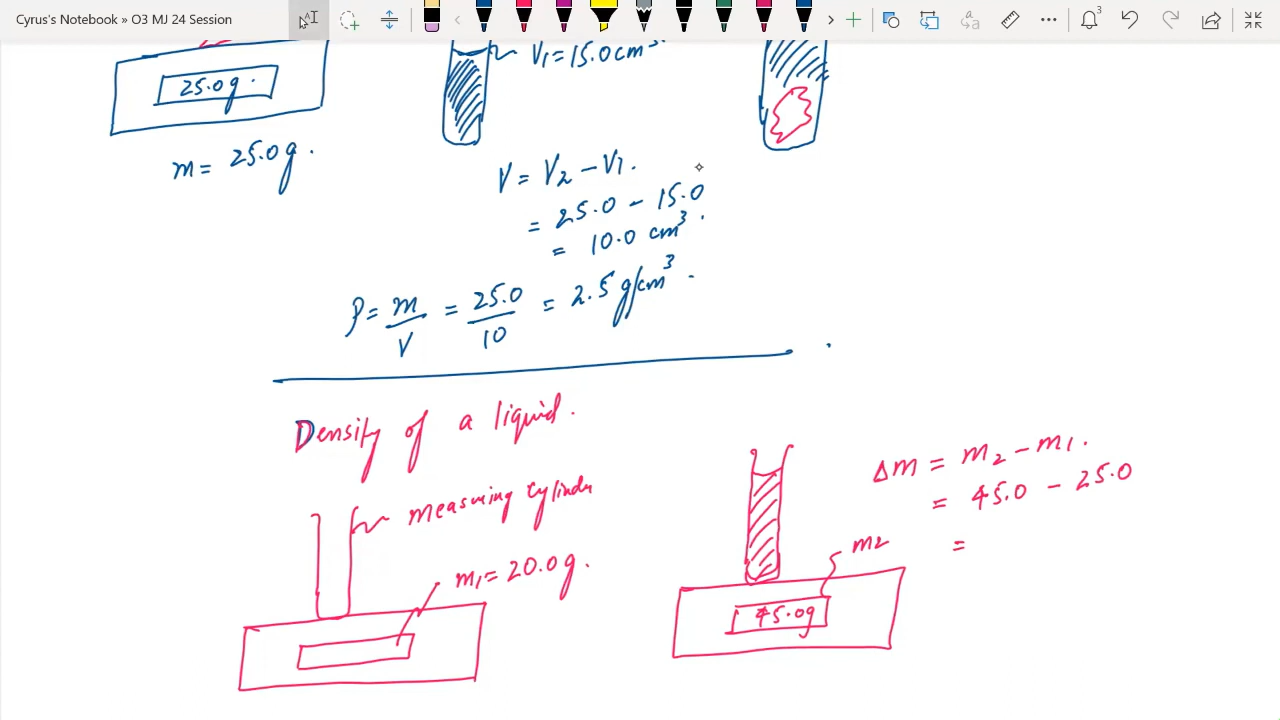 Cyrus's Notebook » O3 MJ 24 Session
3
25.0g.
V1 = 15.0cm³
m = 25.0g.
V = V2 - V1.
= 25.0 - 15.0
= 10.0 cm³.
ρ = m/V = 25.0/10 = 2.5 g/cm³.
Density of a liquid.
measuring cylinder
m1 = 20.0g.
m2
45.0g
Δm = m2 - m1.
= 45.0 - 25.0
=